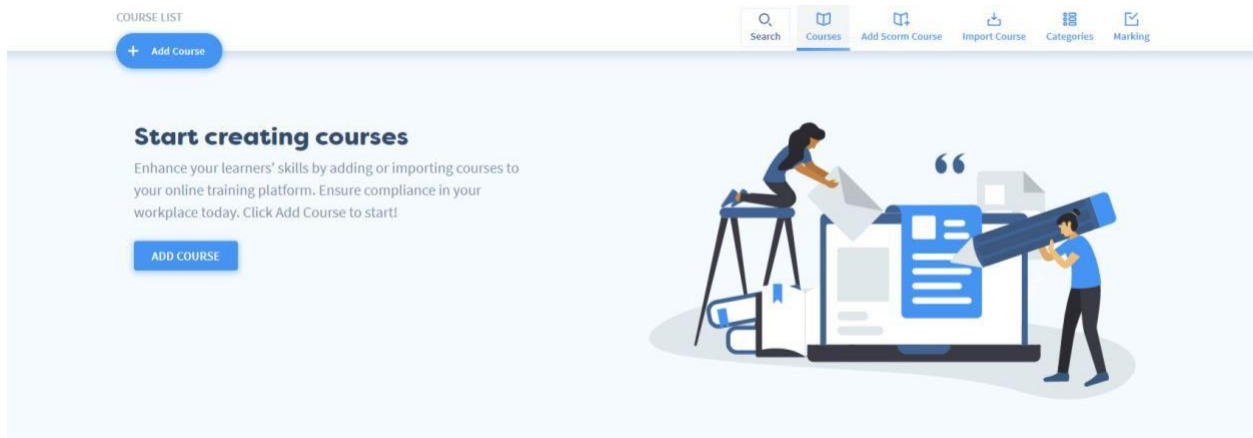 COURSE LIST
+ Add Course
Search
Courses
Add Scorm Course
Import Course
Categories
Marking
Start creating courses
Enhance your learners' skills by adding or importing courses to
your online training platform. Ensure compliance in your
workplace today. Click Add Course to start!
ADD COURSE